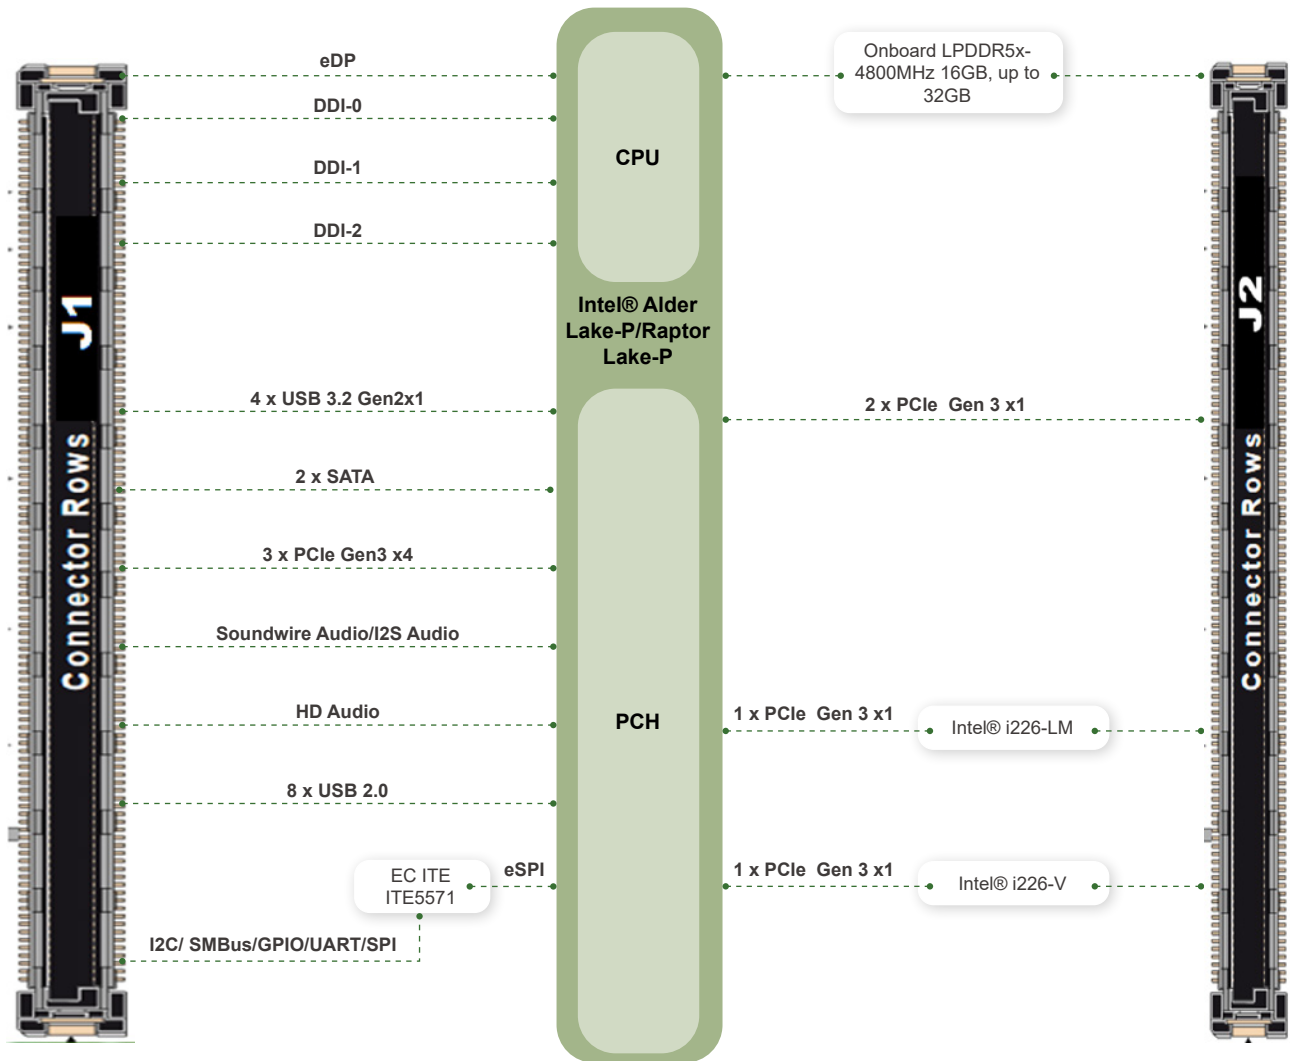 eDP
DDI-0
DDI-1
DDI-2
J1
Connector Rows
4 x USB 3.2 Gen2x1
2 x SATA
3 x PCIe Gen3 x4
Soundwire Audio/I2S Audio
HD Audio
8 x USB 2.0
EC ITE
ITE5571
eSPI
I2C/ SMBus/GPIO/UART/SPI
CPU
Intel® Alder
Lake-P/Raptor
Lake-P
PCH
Onboard LPDDR5x-
4800MHz 16GB, up to
32GB
2 x PCIe Gen 3 x1
1 x PCIe Gen 3 x1
Intel® i226-LM
1 x PCIe Gen 3 x1
Intel® i226-V
J2
Connector Rows